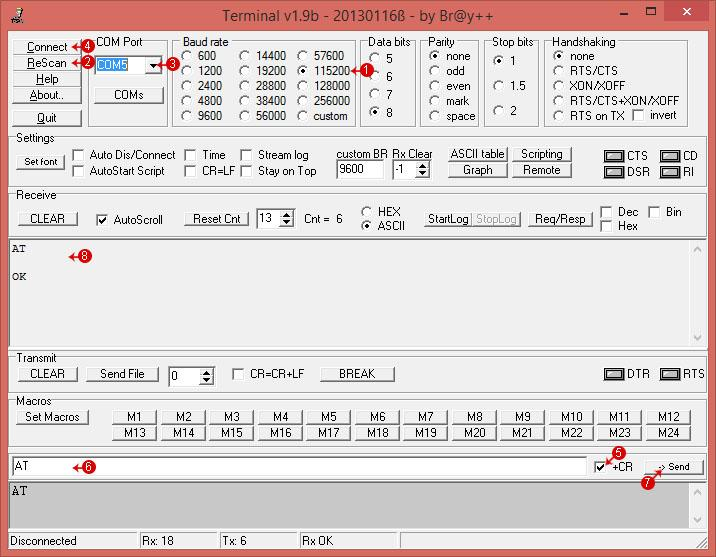 Terminal v1.9b - 20130116ß - by Br@y++
Connect 4
ReScan 2
Help
About..
Quit
COM Port
COM5 3
COMs
Baud rate
600 14400 57600
1200 19200 115200 1
2400 28800 128000
4800 38400 256000
9600 56000 custom
Data bits
5
6
7
8
Parity
none
odd
even
mark
space
Stop bits
1
1.5
2
Handshaking
none
RTS/CTS
XON/XOFF
RTS/CTS+XON/XOFF
RTS on TX invert
Settings
Set font
Auto Dis/Connect Time Stream log
AutoStart Script CR=LF Stay on Top
custom BR Rx Clear
9600 -1
ASCII table Scripting
Graph Remote
CTS CD
DSR RI
Receive
CLEAR AutoScroll Reset Cnt 13 Cnt = 6
HEX
ASCII
StartLog StopLog Req/Resp
Dec Bin
Hex
AT
8
OK
Transmit
CLEAR Send File 0 CR=CR+LF BREAK DTR RTS
Macros
Set Macros
M1 M2 M3 M4 M5 M6 M7 M8 M9 M10 M11 M12
M13 M14 M15 M16 M17 M18 M19 M20 M21 M22 M23 M24
AT 6 5 +CR -> Send
7
AT
Disconnected Rx: 18 Tx: 6 Rx OK